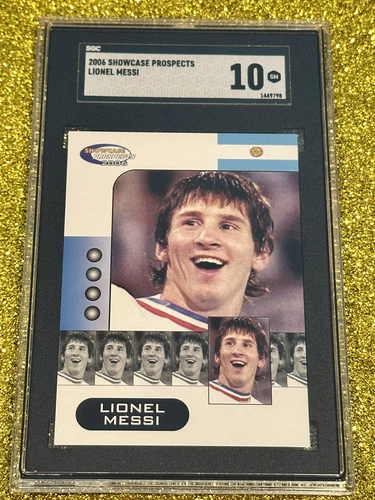 SGC
2006 SHOWCASE PROSPECTS
LIONEL MESSI
10 GM
1449798
SHOWCASE
PROSPECTS
2006
LIONEL
MESSI